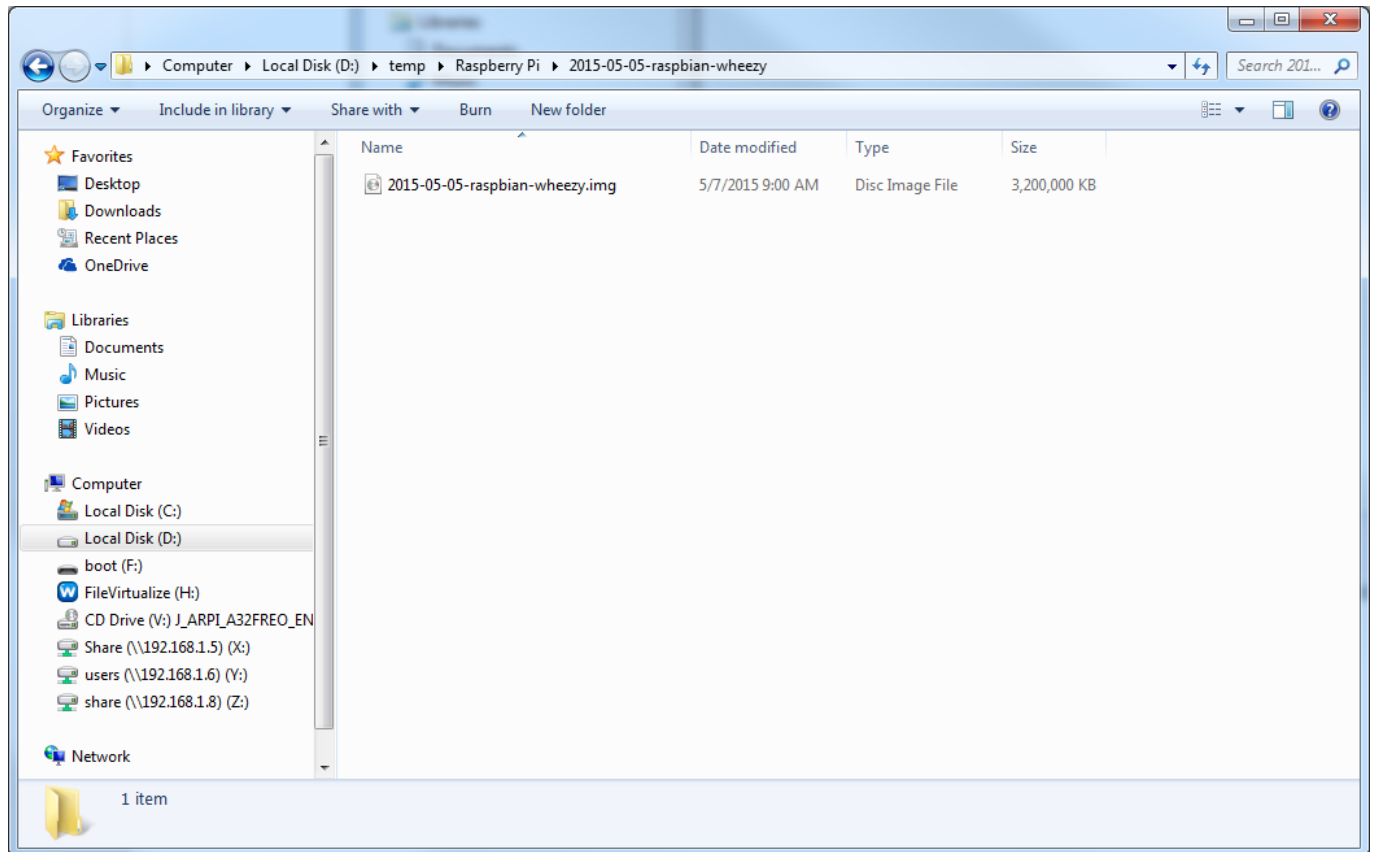 Computer ▸ Local Disk (D:) ▸ temp ▸ Raspberry Pi ▸ 2015-05-05-raspbian-wheezy
Search 201...
Organize Include in library Share with Burn New folder
Favorites
Desktop
Downloads
Recent Places
OneDrive
Libraries
Documents
Music
Pictures
Videos
Computer
Local Disk (C:)
Local Disk (D:)
boot (F:)
FileVirtualize (H:)
CD Drive (V:) J_ARPI_A32FREO_EN
Share (\\192.168.1.5) (X:)
users (\\192.168.1.6) (Y:)
share (\\192.168.1.8) (Z:)
Network
Name Date modified Type Size
2015-05-05-raspbian-wheezy.img 5/7/2015 9:00 AM Disc Image File 3,200,000 KB
1 item